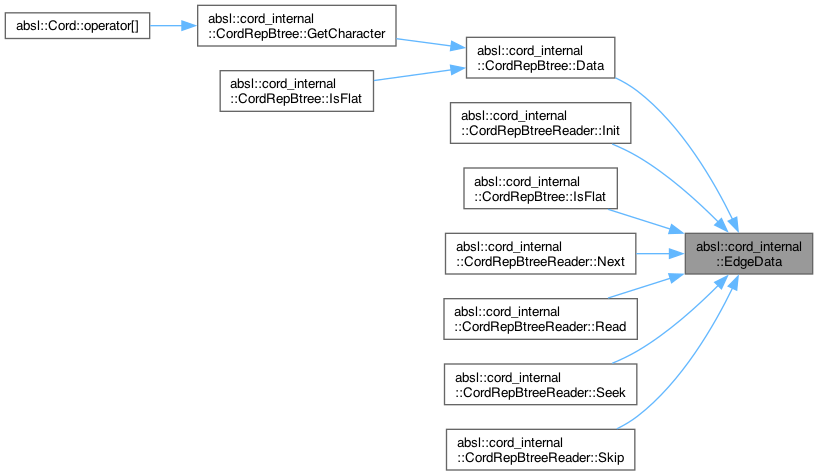 absl::Cord::operator[]
absl::cord_internal
::CordRepBtree::GetCharacter
absl::cord_internal
::CordRepBtree::IsFlat
absl::cord_internal
::CordRepBtree::Data
absl::cord_internal
::CordRepBtreeReader::Init
absl::cord_internal
::CordRepBtree::IsFlat
absl::cord_internal
::CordRepBtreeReader::Next
absl::cord_internal
::CordRepBtreeReader::Read
absl::cord_internal
::CordRepBtreeReader::Seek
absl::cord_internal
::CordRepBtreeReader::Skip
absl::cord_internal
::EdgeData